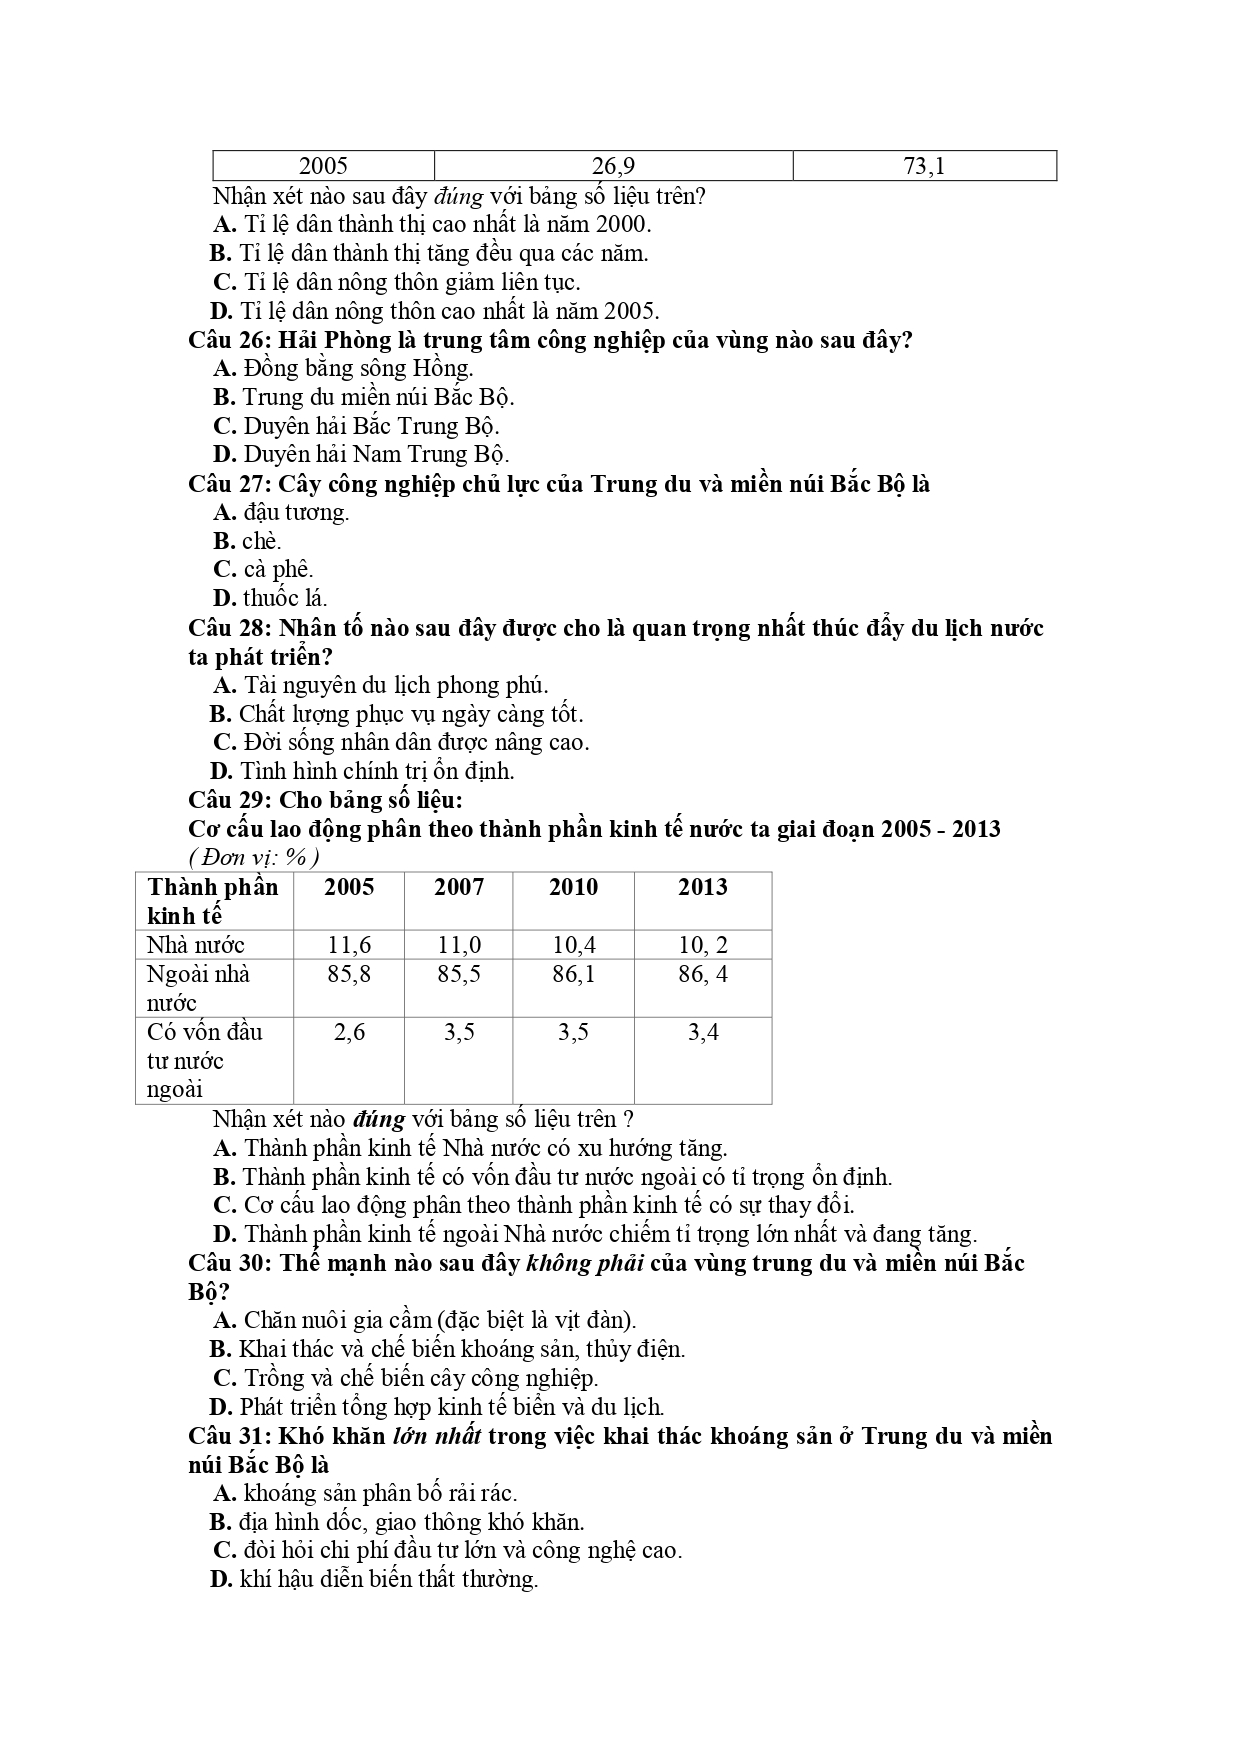 2005 26,9 73,1
Nhận xét nào sau đây đúng với bảng số liệu trên?
A. Tỉ lệ dân thành thị cao nhất là năm 2000.
B. Tỉ lệ dân thành thị tăng đều qua các năm.
C. Tỉ lệ dân nông thôn giảm liên tục.
D. Tỉ lệ dân nông thôn cao nhất là năm 2005.
Câu 26: Hải Phòng là trung tâm công nghiệp của vùng nào sau đây?
A. Đồng bằng sông Hồng.
B. Trung du miền núi Bắc Bộ.
C. Duyên hải Bắc Trung Bộ.
D. Duyên hải Nam Trung Bộ.
Câu 27: Cây công nghiệp chủ lực của Trung du và miền núi Bắc Bộ là
A. đậu tương.
B. chè.
C. cà phê.
D. thuốc lá.
Câu 28: Nhân tố nào sau đây được cho là quan trọng nhất thúc đẩy du lịch nước
ta phát triển?
A. Tài nguyên du lịch phong phú.
B. Chất lượng phục vụ ngày càng tốt.
C. Đời sống nhân dân được nâng cao.
D. Tình hình chính trị ổn định.
Câu 29: Cho bảng số liệu:
Cơ cấu lao động phân theo thành phần kinh tế nước ta giai đoạn 2005 - 2013
( Đơn vị: % )
Thành phần 2005 2007 2010 2013
kinh tế
Nhà nước 11,6 11,0 10,4 10, 2
Ngoài nhà 85,8 85,5 86,1 86, 4
nước
Có vốn đầu 2,6 3,5 3,5 3,4
tư nước
ngoài
Nhận xét nào đúng với bảng số liệu trên ?
A. Thành phần kinh tế Nhà nước có xu hướng tăng.
B. Thành phần kinh tế có vốn đầu tư nước ngoài có tỉ trọng ổn định.
C. Cơ cấu lao động phân theo thành phần kinh tế có sự thay đổi.
D. Thành phần kinh tế ngoài Nhà nước chiếm tỉ trọng lớn nhất và đang tăng.
Câu 30: Thế mạnh nào sau đây không phải của vùng trung du và miền núi Bắc
Bộ?
A. Chăn nuôi gia cầm (đặc biệt là vịt đàn).
B. Khai thác và chế biến khoáng sản, thủy điện.
C. Trồng và chế biến cây công nghiệp.
D. Phát triển tổng hợp kinh tế biển và du lịch.
Câu 31: Khó khăn lớn nhất trong việc khai thác khoáng sản ở Trung du và miền
núi Bắc Bộ là
A. khoáng sản phân bố rải rác.
B. địa hình dốc, giao thông khó khăn.
C. đòi hỏi chi phí đầu tư lớn và công nghệ cao.
D. khí hậu diễn biến thất thường.